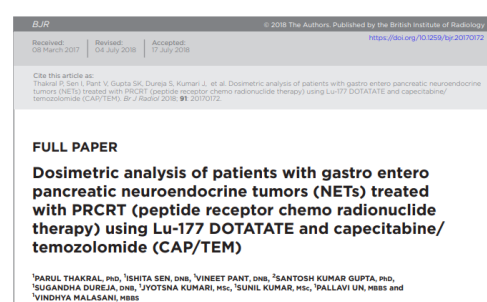 BJR
© 2018 The Authors. Published by the British Institute of Radiology
Received:
08 March 2017
Revised:
04 July 2018
Accepted:
17 July 2018
https://doi.org/10.1259/bjr.20170172
Cite this article as:
Thakral P, Sen I, Pant V, Gupta SK, Dureja S, Kumari J, et al. Dosimetric analysis of patients with gastro entero pancreatic neuroendocrine
tumors (NETs) treated with PRCRT (peptide receptor chemo radionuclide therapy) using Lu-177 DOTATATE and capecitabine/
temozolomide (CAP/TEM). Br J Radiol 2018; 91: 20170172.
FULL PAPER
Dosimetric analysis of patients with gastro entero
pancreatic neuroendocrine tumors (NETs) treated
with PRCRT (peptide receptor chemo radionuclide
therapy) using Lu-177 DOTATATE and capecitabine/
temozolomide (CAP/TEM)
¹PARUL THAKRAL, PhD, ¹ISHITA SEN, DNB, ¹VINEET PANT, DNB, ²SANTOSH KUMAR GUPTA, PhD,
¹SUGANDHA DUREJA, DNB, ¹JYOTSNA KUMARI, MSc, ¹SUNIL KUMAR, MSc, ¹PALLAVI UN, MBBS and
¹VINDHYA MALASANI, MBBS